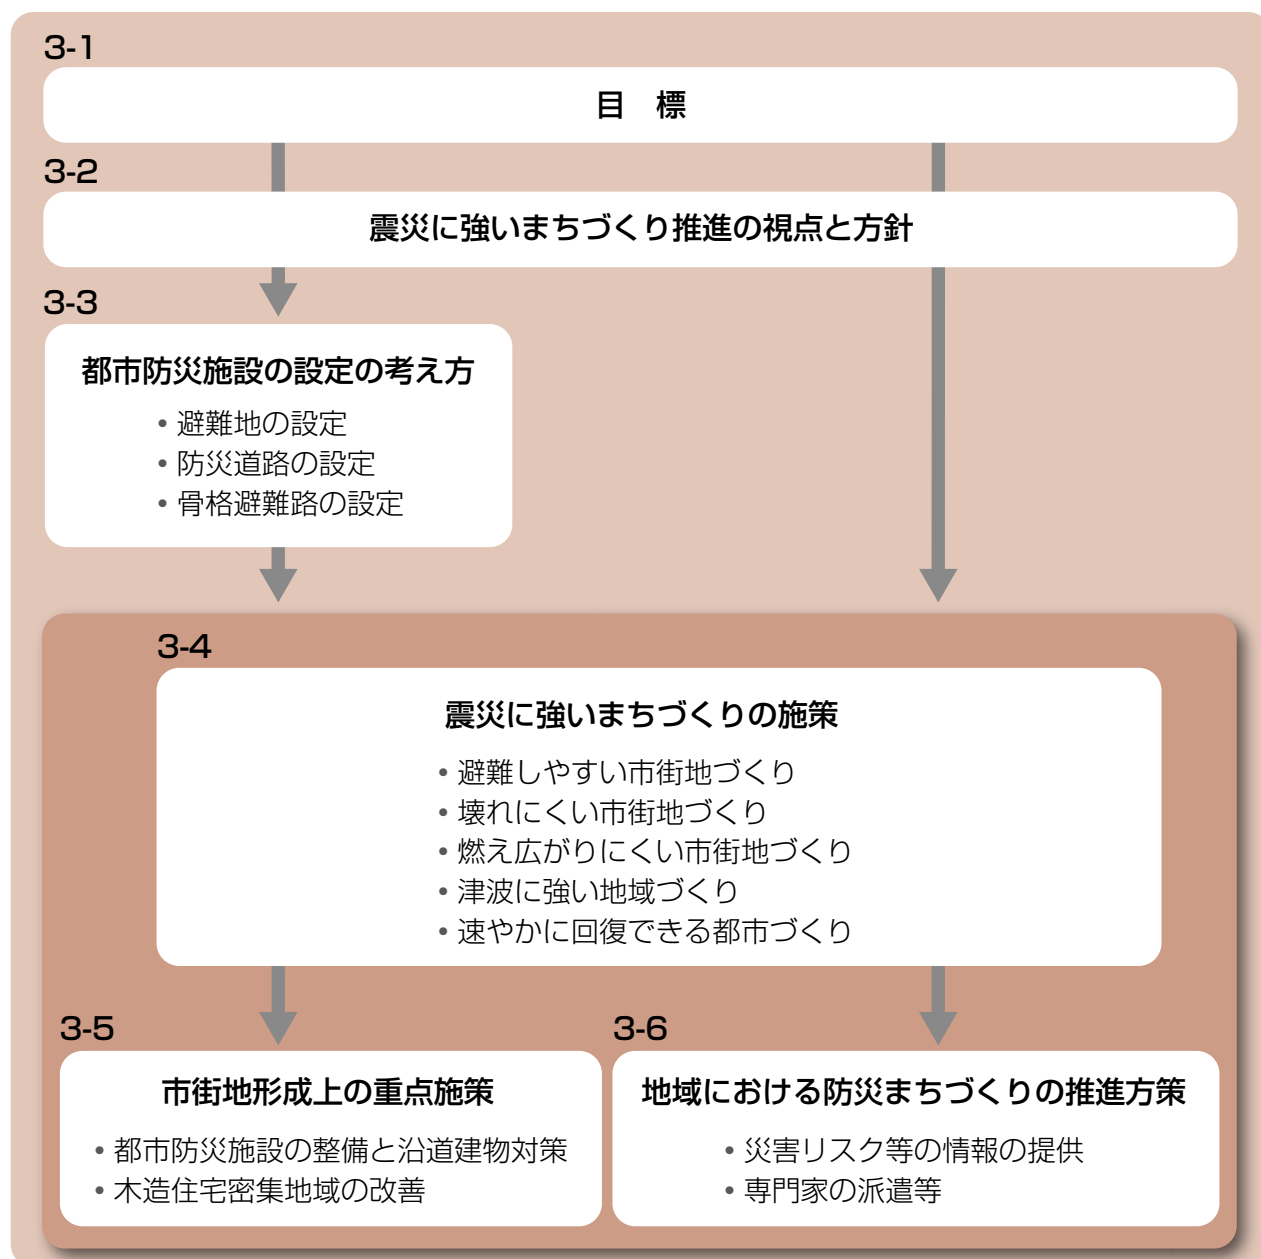 3-1
目　標
3-2
震災に強いまちづくり推進の視点と方針
3-3
都市防災施設の設定の考え方
• 避難地の設定
• 防災道路の設定
• 骨格避難路の設定
3-4
震災に強いまちづくりの施策
• 避難しやすい市街地づくり
• 壊れにくい市街地づくり
• 燃え広がりにくい市街地づくり
• 津波に強い地域づくり
• 速やかに回復できる都市づくり
3-5
市街地形成上の重点施策
• 都市防災施設の整備と沿道建物対策
• 木造住宅密集地域の改善
3-6
地域における防災まちづくりの推進方策
• 災害リスク等の情報の提供
• 専門家の派遣等